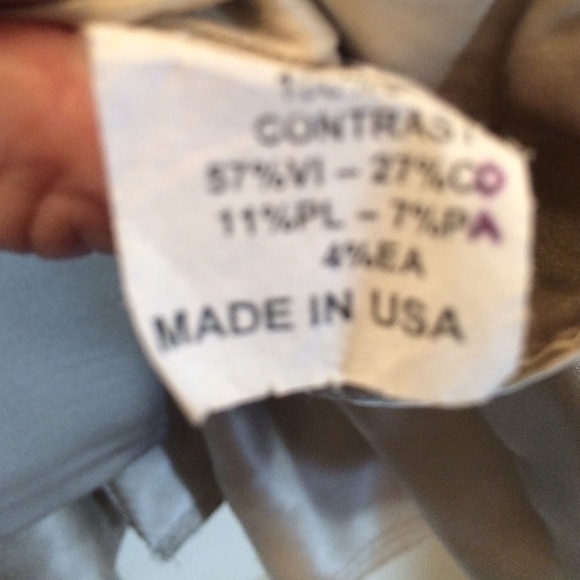 CONTRAST
57%VI - 27%CO
11%PL - 7%PA
4%EA
MADE IN USA